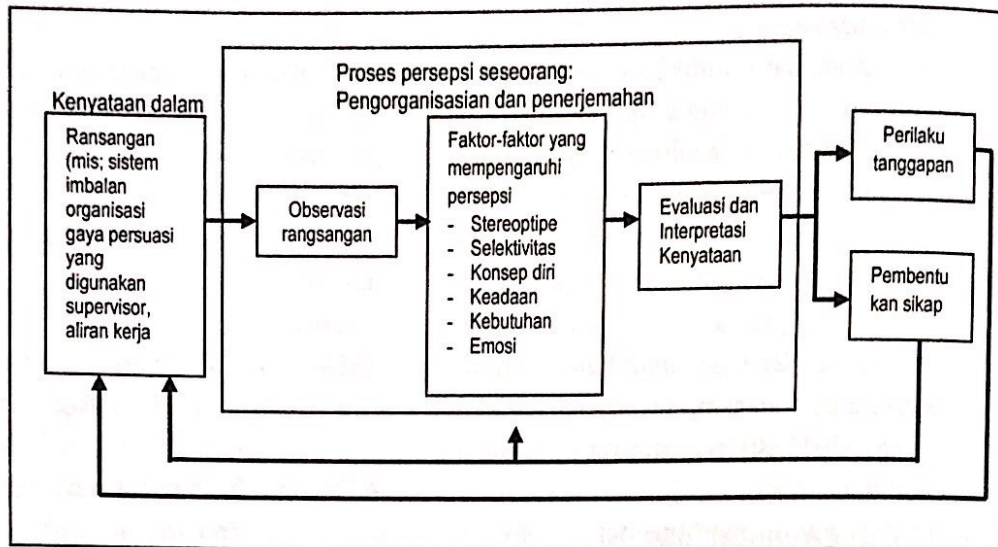 Kenyataan dalam
Ransangan
(mis; sistem
imbalan
organisasi
gaya persuasi
yang
digunakan
supervisor,
aliran kerja
Proses persepsi seseorang:
Pengorganisasian dan penerjemahan
Observasi
rangsangan
Faktor-faktor yang
mempengaruhi
persepsi
- Stereoptipe
- Selektivitas
- Konsep diri
- Keadaan
- Kebutuhan
- Emosi
Evaluasi dan
Interpretasi
Kenyataan
Perilaku
tanggapan
Pembentu
kan sikap